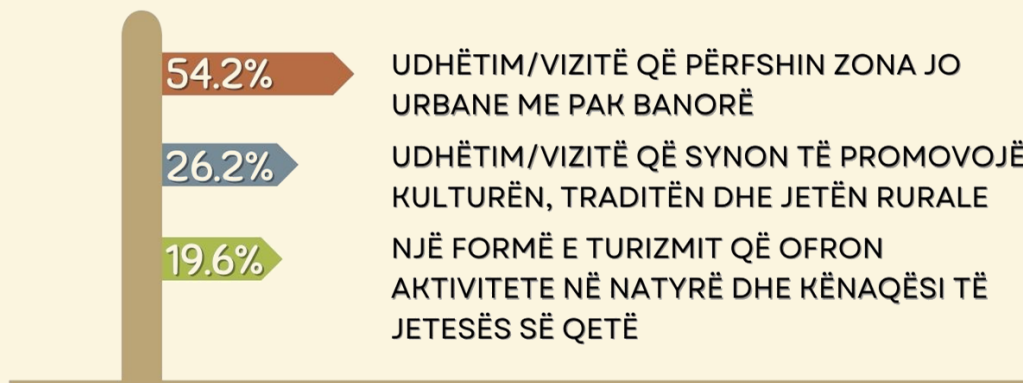 54.2%
UDHËTIM/VIZITË QË PËRFSHIN ZONA JO
URBANE ME PAK BANORË
26.2%
UDHËTIM/VIZITË QË SYNON TË PROMOVOJË
KULTURËN, TRADITËN DHE JETËN RURALE
19.6%
NJË FORMË E TURIZMIT QË OFRON
AKTIVITETE NË NATYRË DHE KËNAQËSI TË
JETESËS SË QETË